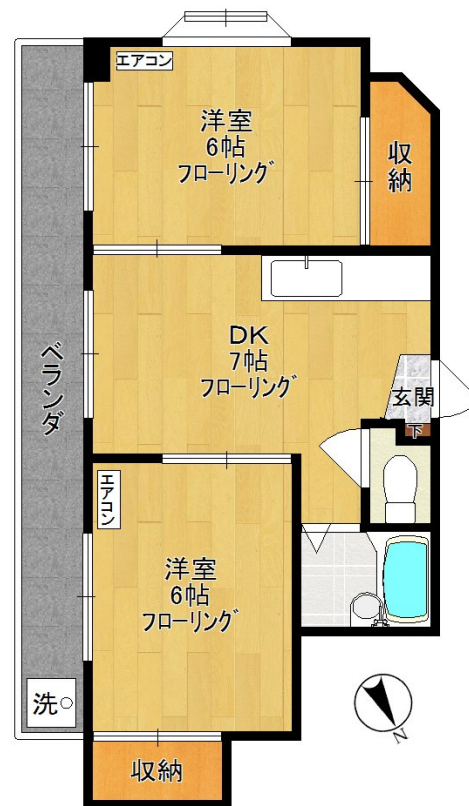 エアコン
洋室
6帖
フローリング
収納
ベランダ
DK
7帖
フローリング
玄関
下
エアコン
洋室
6帖
フローリング
洗
収納
N